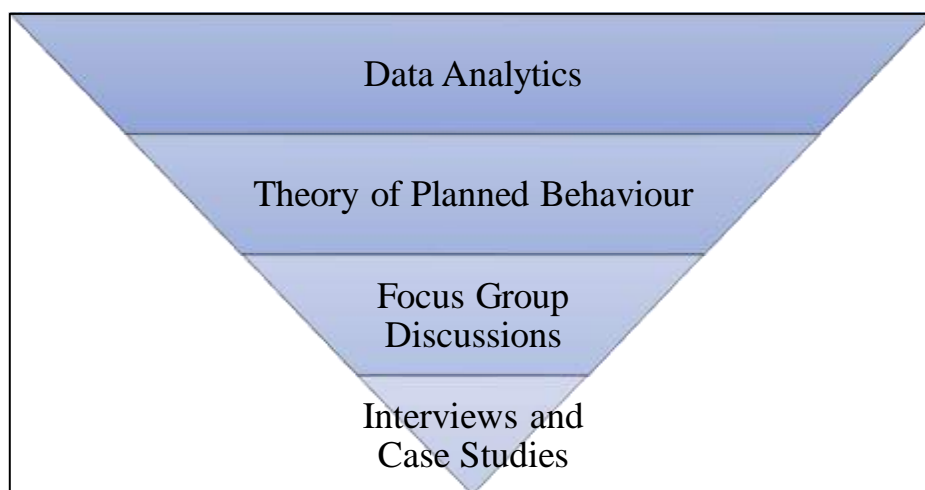 Data Analytics
Theory of Planned Behaviour
Focus Group
Discussions
Interviews and
Case Studies